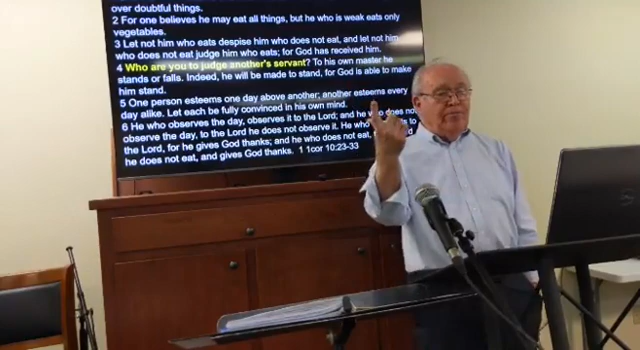 over doubtful things.
2 For one believes he may eat all things, but he who is weak eats only
vegetables.
3 Let not him who eats despise him who does not eat, and let not him
who does not eat judge him who eats; for God has received him.
4 Who are you to judge another's servant? To his own master he
stands or falls. Indeed, he will be made to stand, for God is able to make
him stand.
5 One person esteems one day above another; another esteems every
day alike. Let each be fully convinced in his own mind.
6 He who observes the day, observes it to the Lord; and he who does not
observe the day, to the Lord he does not observe it. He who eats to
the Lord, for he gives God thanks; and he who does not eat,
he does not eat, and gives God thanks. 1 1cor 10:23-33